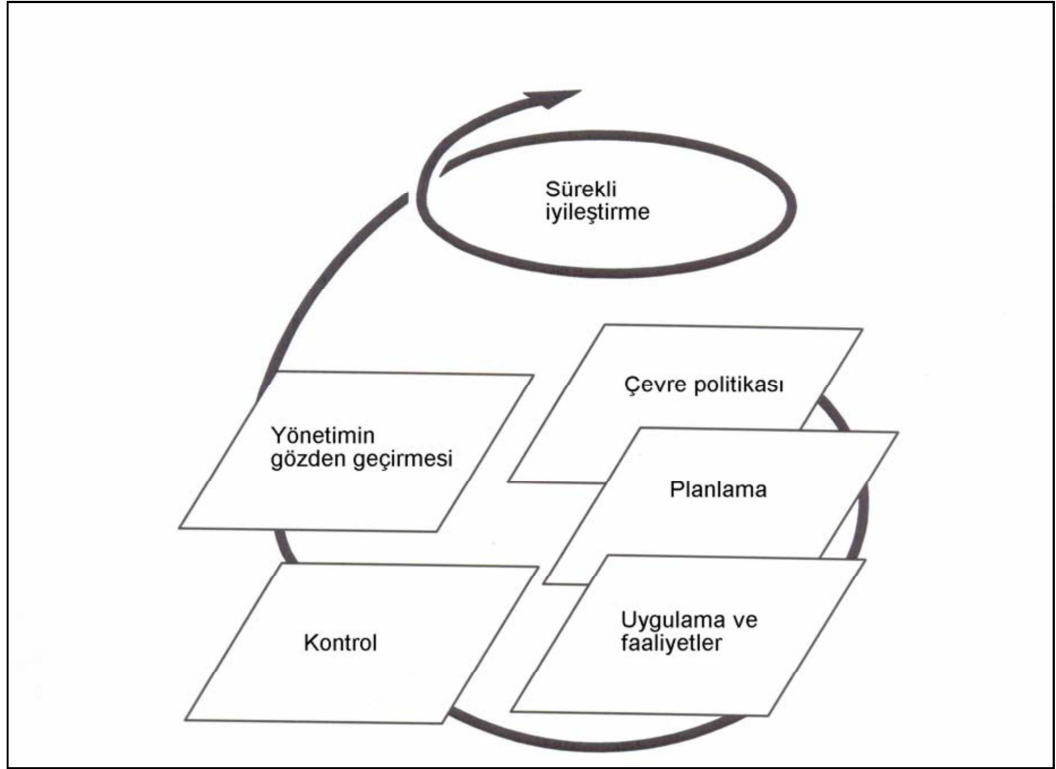 Sürekli
iyileştirme
Çevre politikası
Yönetimin
gözden geçirmesi
Planlama
Uygulama ve
faaliyetler
Kontrol